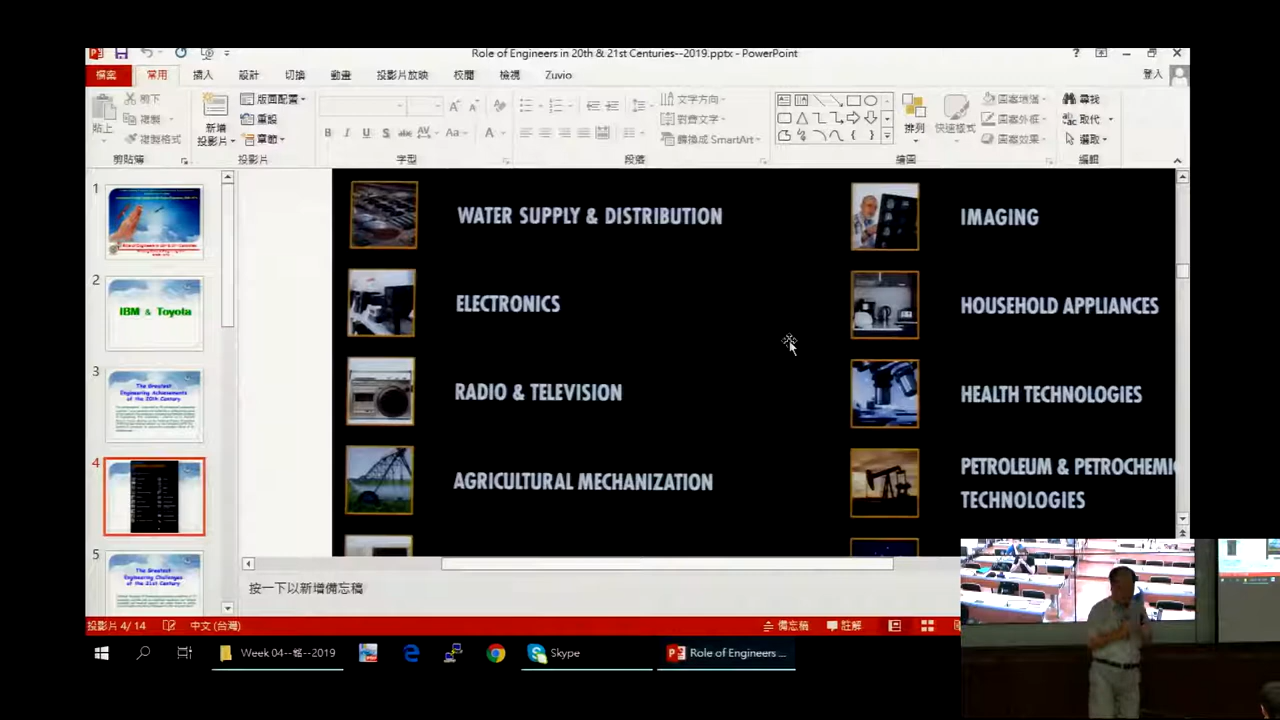 Role of Engineers in 20th & 21st Centuries--2019.pptx - PowerPoint
檔案 常用 插入 設計 切換 動畫 投影片放映 校閱 檢視 Zuvio 登入
貼上
剪下
複製
複製格式
剪貼簿
新增
投影片
版面配置
重設
章節
投影片
字型
文字方向
對齊文字
轉換成 SmartArt
段落
排列
快速樣式
圖案填滿
圖案外框
圖案效果
繪圖
尋找
取代
選取
編輯
1
2
IBM & Toyota
3
The Greatest
Engineering Achievements
of the 20th Century
4
5
The Greatest
Engineering Challenges
of the 21st Century
WATER SUPPLY & DISTRIBUTION
ELECTRONICS
RADIO & TELEVISION
AGRICULTURAL MECHANIZATION
IMAGING
HOUSEHOLD APPLIANCES
HEALTH TECHNOLOGIES
PETROLEUM & PETROCHEMI
TECHNOLOGIES
按一下以新增備忘稿
投影片 4/14 中文 (台灣) 備忘稿 註解
Week 04--2019 Skype Role of Engineers ...